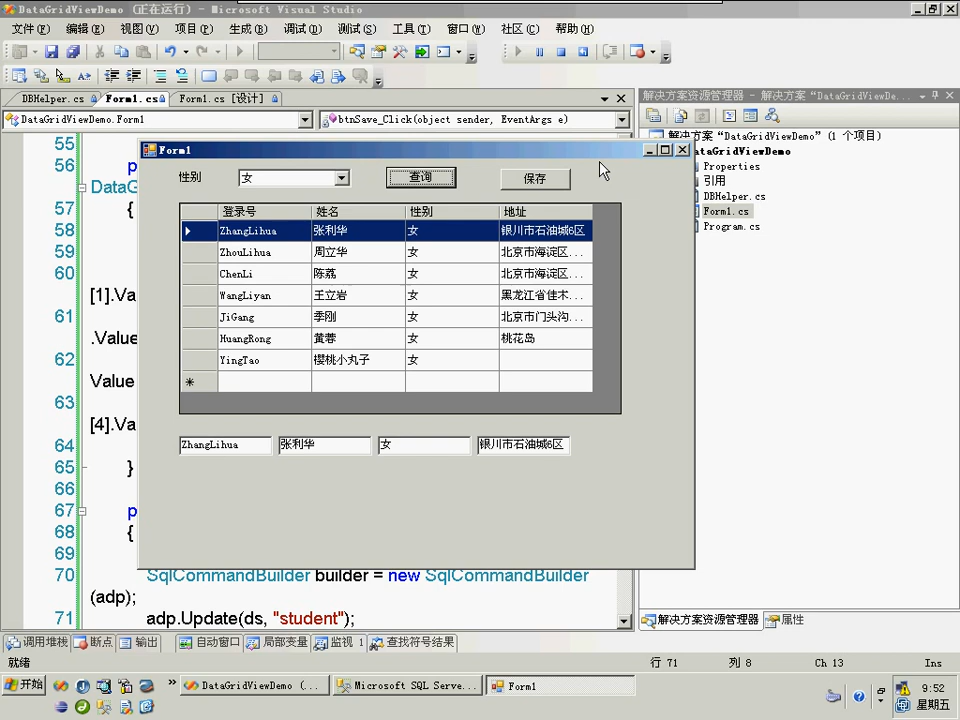 DataGridViewDemo (正在运行) - Microsoft Visual Studio
文件(F) 编辑(E) 视图(V) 项目(P) 生成(B) 调试(D) 测试(S) 工具(T) 窗口(W) 社区(C) 帮助(H)
DBHelper.cs Form1.cs Form1.cs [设计]
DataGridViewDemo.Form1 btnSave_Click(object sender, EventArgs e)
解决方案资源管理器 - 解决方案“DataGridViewDe...
解决方案“DataGridViewDemo”(1 个项目)
ataGridViewDemo
Properties
引用
DBHelper.cs
Form1.cs
Program.cs
55
56 p
DataG
57 {
58
59
60
[1].Va
61
.Value
62
Value
63
[4].Va
64
65 }
66
67 p
68 {
69
70 SqlCommandBuilder builder = new SqlCommandBuilder
(adp);
71 adp.Update(ds, "student");
Form1
性别 女 查询 保存
登录号 姓名 性别 地址
ZhangLihua 张利华 女 银川市石油城6区
ZhouLihua 周立华 女 北京市海淀区...
ChenLi 陈荔 女 北京市海淀区...
WangLiyan 王立岩 女 黑龙江省佳木...
JiGang 季刚 女 北京市门头沟...
HuangRong 黄蓉 女 桃花岛
YingTao 樱桃小丸子 女
ZhangLihua 张利华 女 银川市石油城6区
解决方案资源管理器 属性
调用堆栈 断点 输出 自动窗口 局部变量 监视 1 查找符号结果
就绪 行 71 列 8 Ch 13 Ins
开始 DataGridViewDemo (... Microsoft SQL Serve... Form1 9:52
星期五